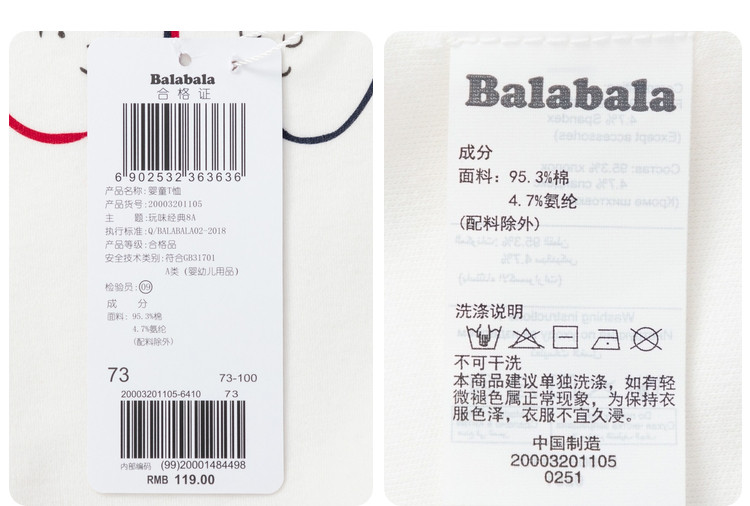 Balabala
合格证
6 902532 363636
产品名称:婴童T恤
产品货号:20003201105
主 题:玩味经典8A
执行标准:Q/BALABALA02-2018
产品等级:合格品
安全技术类别:符合GB31701
A类 (婴幼儿用品)
检验员:09
成 分
面料: 95.3%棉
4.7%氨纶
(配料除外)
73 73-100
20003201105-6410 73
内部编码 (99)20001484498
RMB 119.00
Balabala
成分
面料: 95.3%棉
4.7%氨纶
(配料除外)
洗涤说明
不可干洗
本商品建议单独洗涤, 如有轻
微褪色属正常现象, 为保持衣
服色泽, 衣服不宜久浸。
中国制造
20003201105
0251